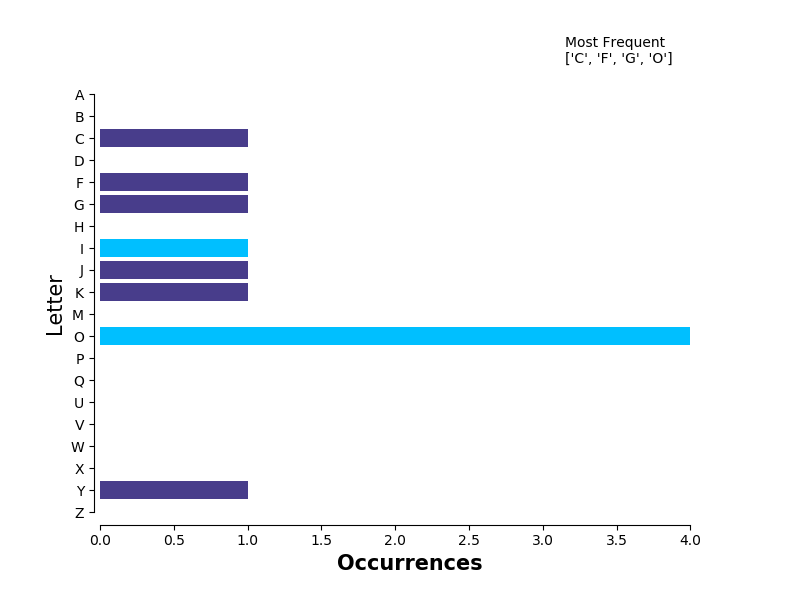 Most Frequent
['C', 'F', 'G', 'O']
A
B
C
D
F
G
H
I
J
K
M
O
P
Q
U
V
W
X
Y
Z
Letter
0.0 0.5 1.0 1.5 2.0 2.5 3.0 3.5 4.0
Occurrences